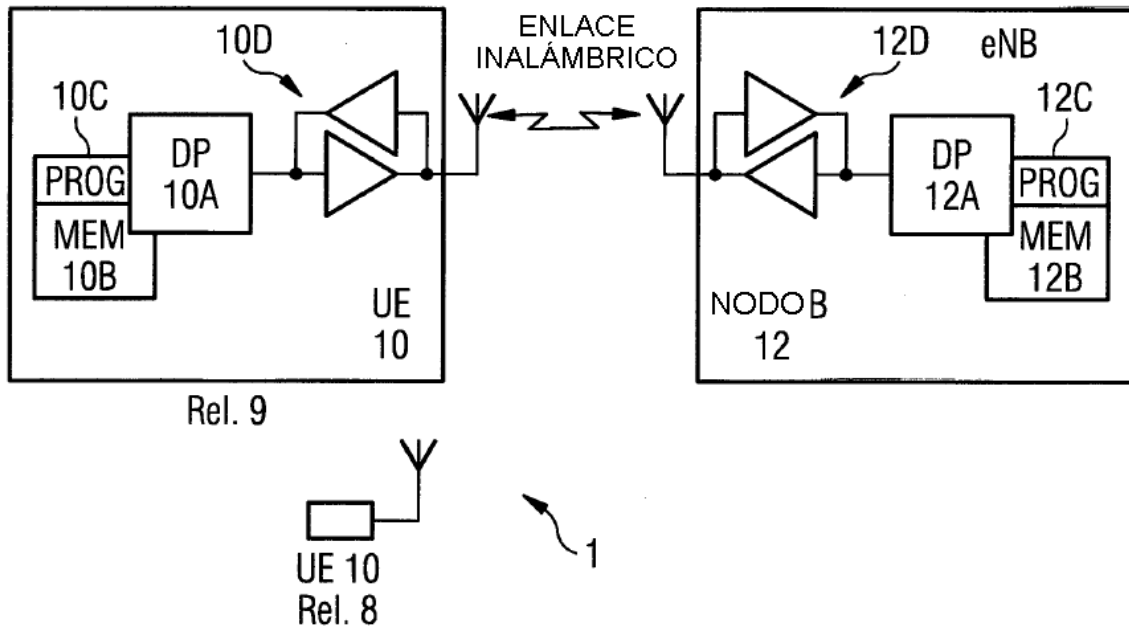 10D
ENLACE
INALÁMBRICO
12D
eNB
10C
DP
10A
PROG
MEM
10B
UE
10
12C
DP
12A
PROG
MEM
12B
NODO B
12
Rel. 9
1
UE 10
Rel. 8